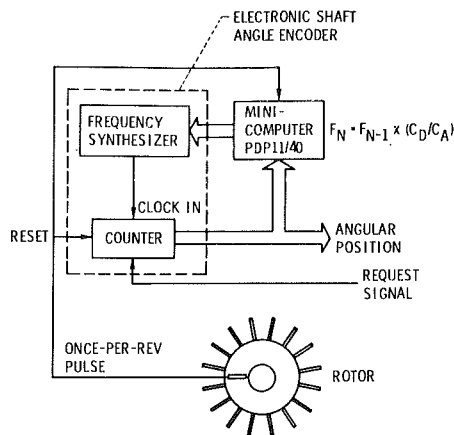 ELECTRONIC SHAFT
ANGLE ENCODER
FREQUENCY
SYNTHESIZER
MINI-
COMPUTER
PDP11/40
F_N = F_{N-1} x (C_D/C_A)
CLOCK IN
RESET
COUNTER
ANGULAR
POSITION
REQUEST
SIGNAL
ONCE-PER-REV
PULSE
ROTOR